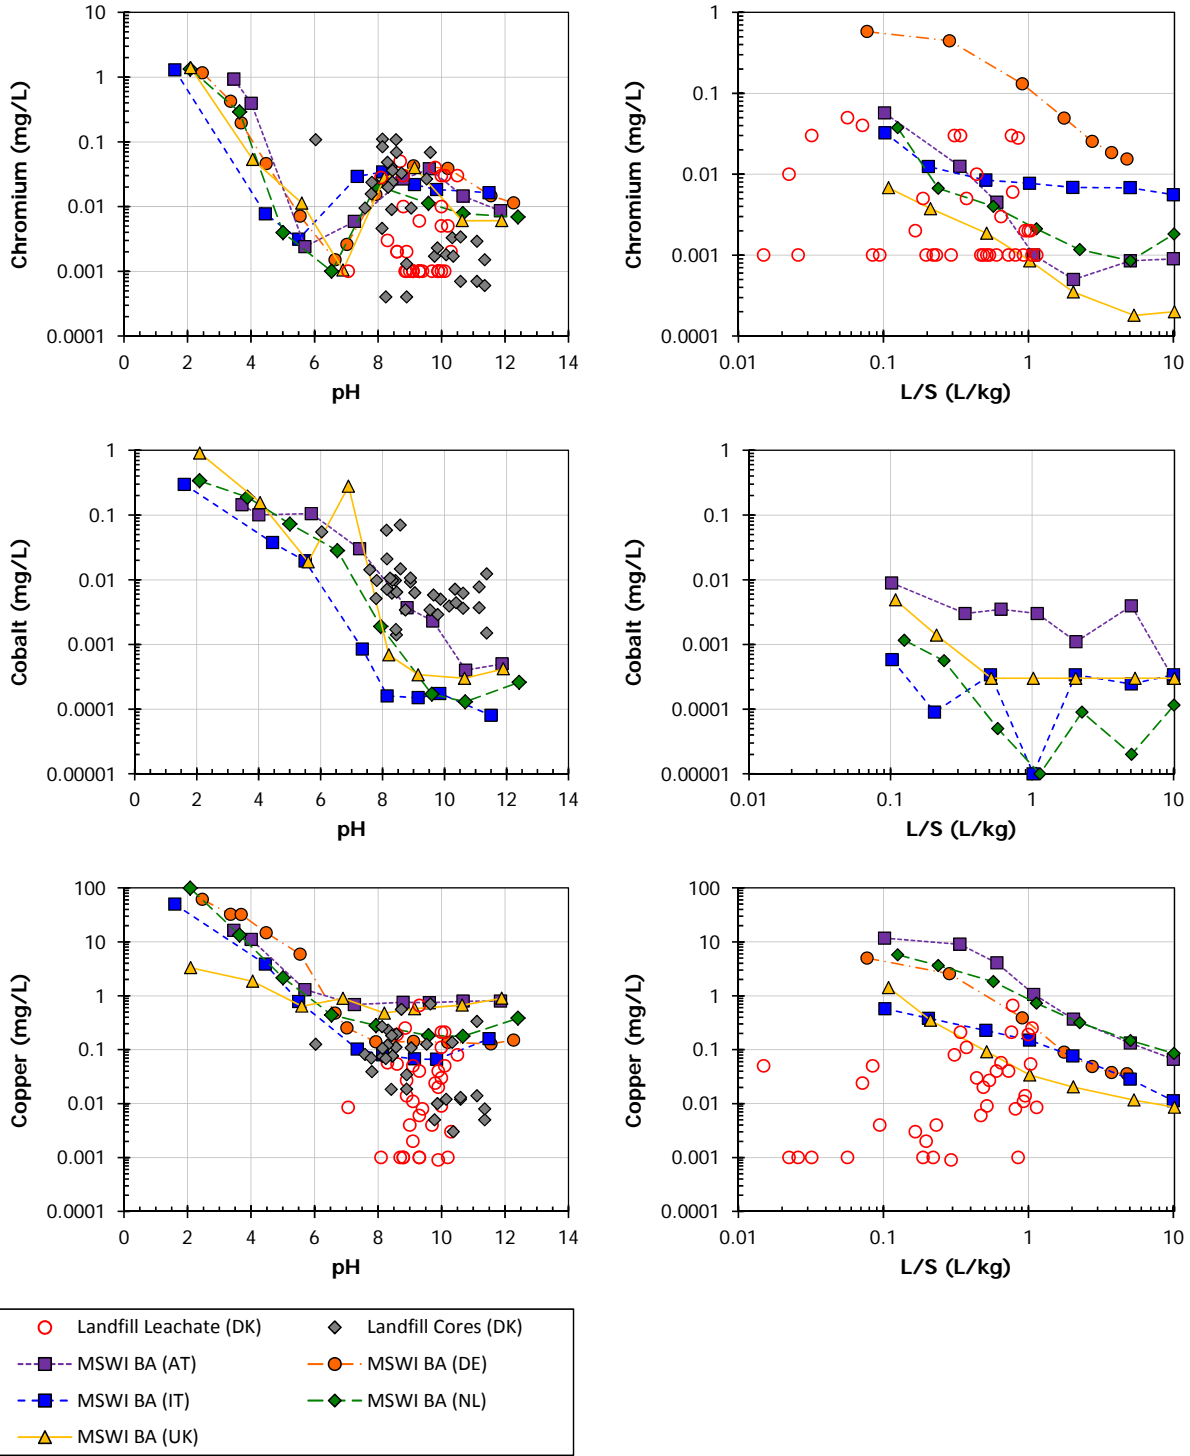 10
1
0.1
0.01
0.001
0.0001
Chromium (mg/L)
0 2 4 6 8 10 12 14
pH
1
0.1
0.01
0.001
0.0001
Chromium (mg/L)
0.01 0.1 1 10
L/S (L/kg)
1
0.1
0.01
0.001
0.0001
0.00001
Cobalt (mg/L)
0 2 4 6 8 10 12 14
pH
1
0.1
0.01
0.001
0.0001
0.00001
Cobalt (mg/L)
0.01 0.1 1 10
L/S (L/kg)
100
10
1
0.1
0.01
0.001
0.0001
Copper (mg/L)
0 2 4 6 8 10 12 14
pH
100
10
1
0.1
0.01
0.001
0.0001
Copper (mg/L)
0.01 0.1 1 10
L/S (L/kg)
Landfill Leachate (DK) Landfill Cores (DK)
MSWI BA (AT) MSWI BA (DE)
MSWI BA (IT) MSWI BA (NL)
MSWI BA (UK)